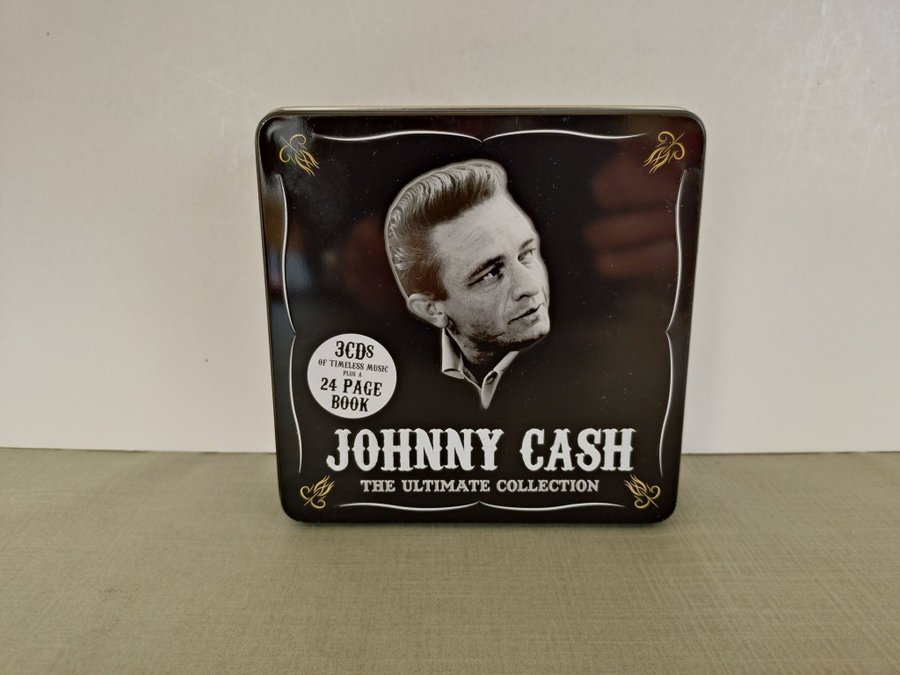 3CDs
OF TIMELESS MUSIC
PLUS A
24 PAGE
BOOK
JOHNNY CASH
THE ULTIMATE COLLECTION